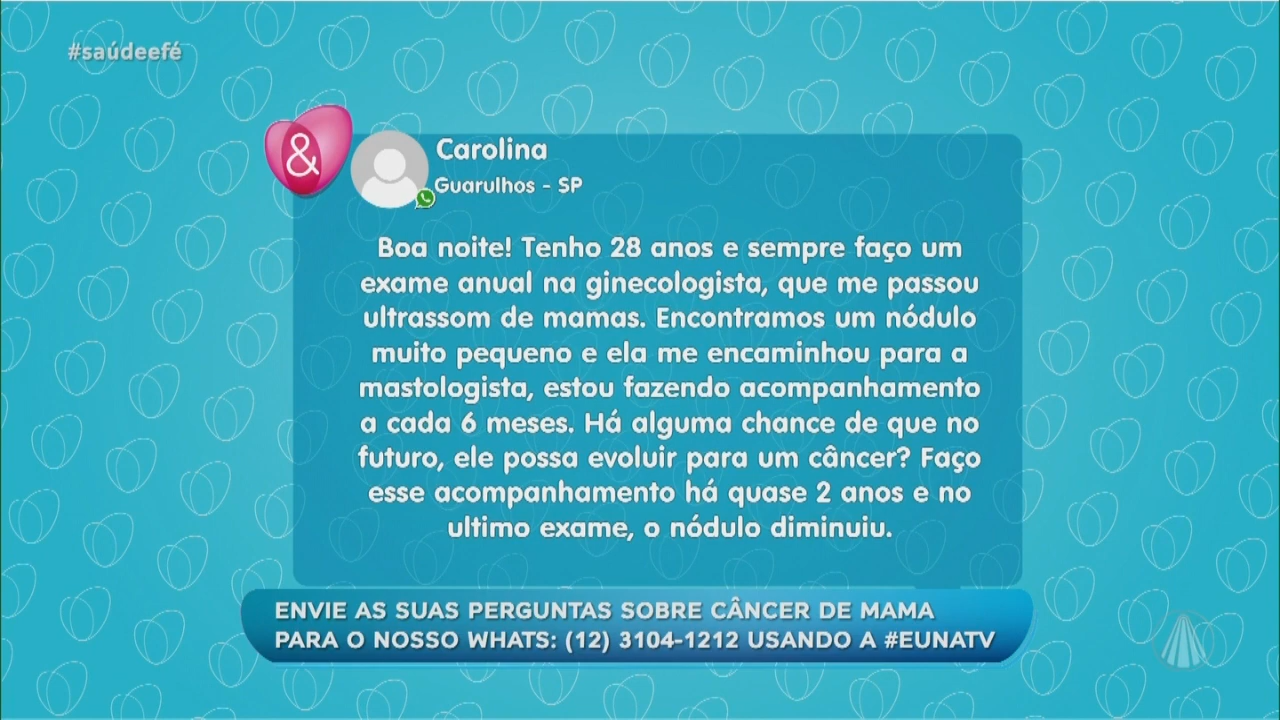 #saúdeefé
&
Carolina
Guarulhos - SP
Boa noite! Tenho 28 anos e sempre faço um
exame anual na ginecologista, que me passou
ultrassom de mamas. Encontramos um nódulo
muito pequeno e ela me encaminhou para a
mastologista, estou fazendo acompanhamento
a cada 6 meses. Há alguma chance de que no
futuro, ele possa evoluir para um câncer? Faço
esse acompanhamento há quase 2 anos e no
ultimo exame, o nódulo diminuiu.
ENVIE AS SUAS PERGUNTAS SOBRE CÂNCER DE MAMA
PARA O NOSSO WHATS: (12) 3104-1212 USANDO A #EUNATV